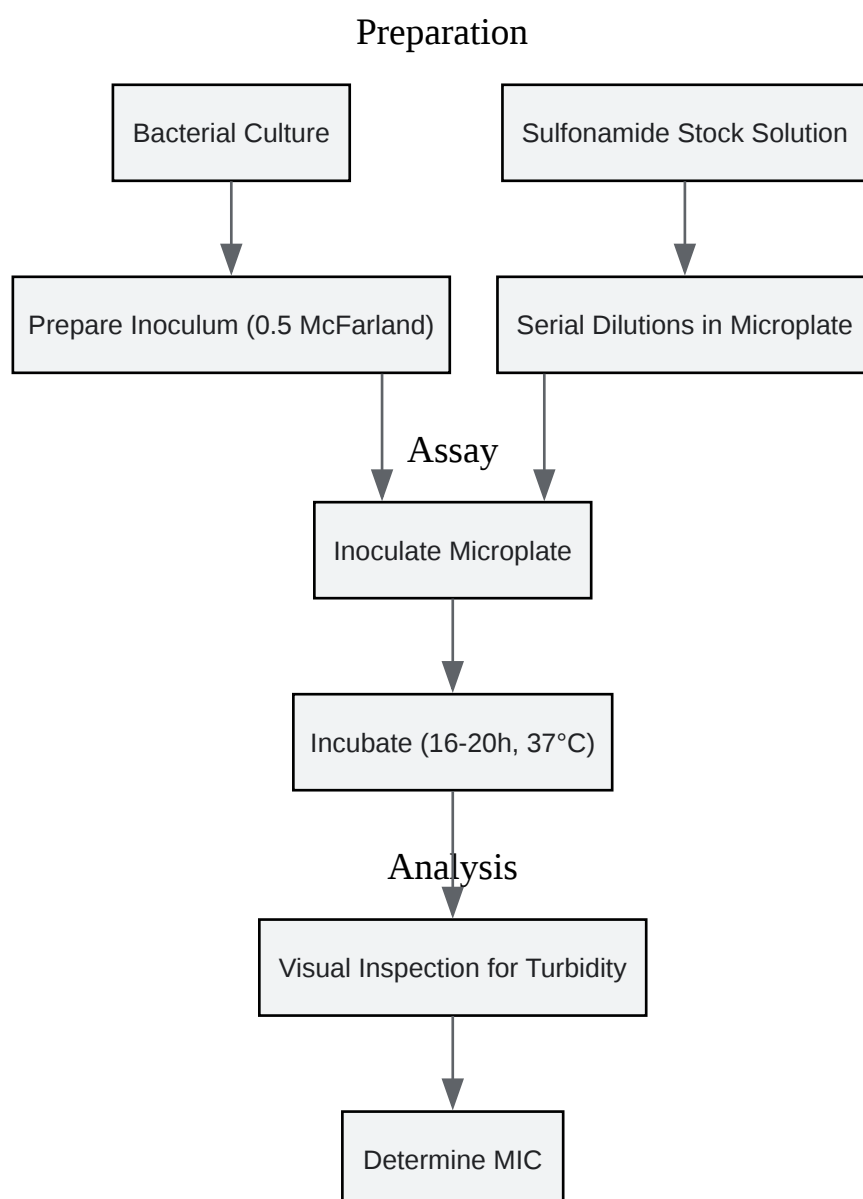 Preparation
Bacterial Culture
Sulfonamide Stock Solution
Prepare Inoculum (0.5 McFarland)
Serial Dilutions in Microplate
Assay
Inoculate Microplate
Incubate (16-20h, 37°C)
Analysis
Visual Inspection for Turbidity
Determine MIC